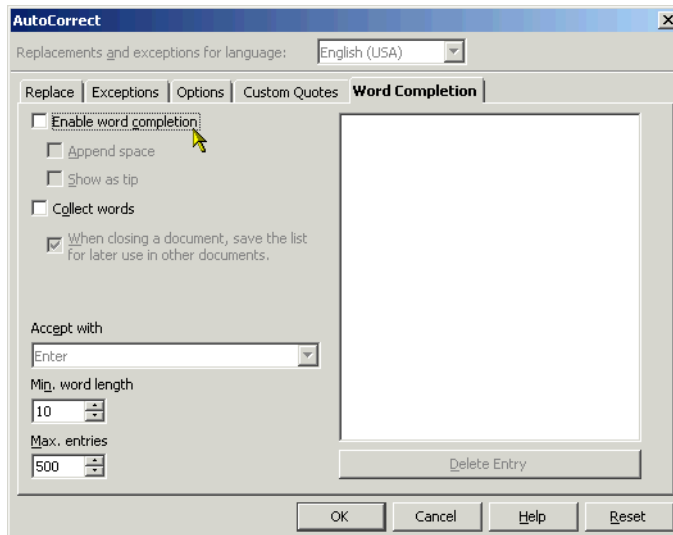 AutoCorrect
Replacements and exceptions for language: English (USA)
Replace Exceptions Options Custom Quotes Word Completion
Enable word completion
Append space
Show as tip
Collect words
When closing a document, save the list
for later use in other documents.
Accept with
Enter
Min. word length
10
Max. entries
500
Delete Entry
OK Cancel Help Reset